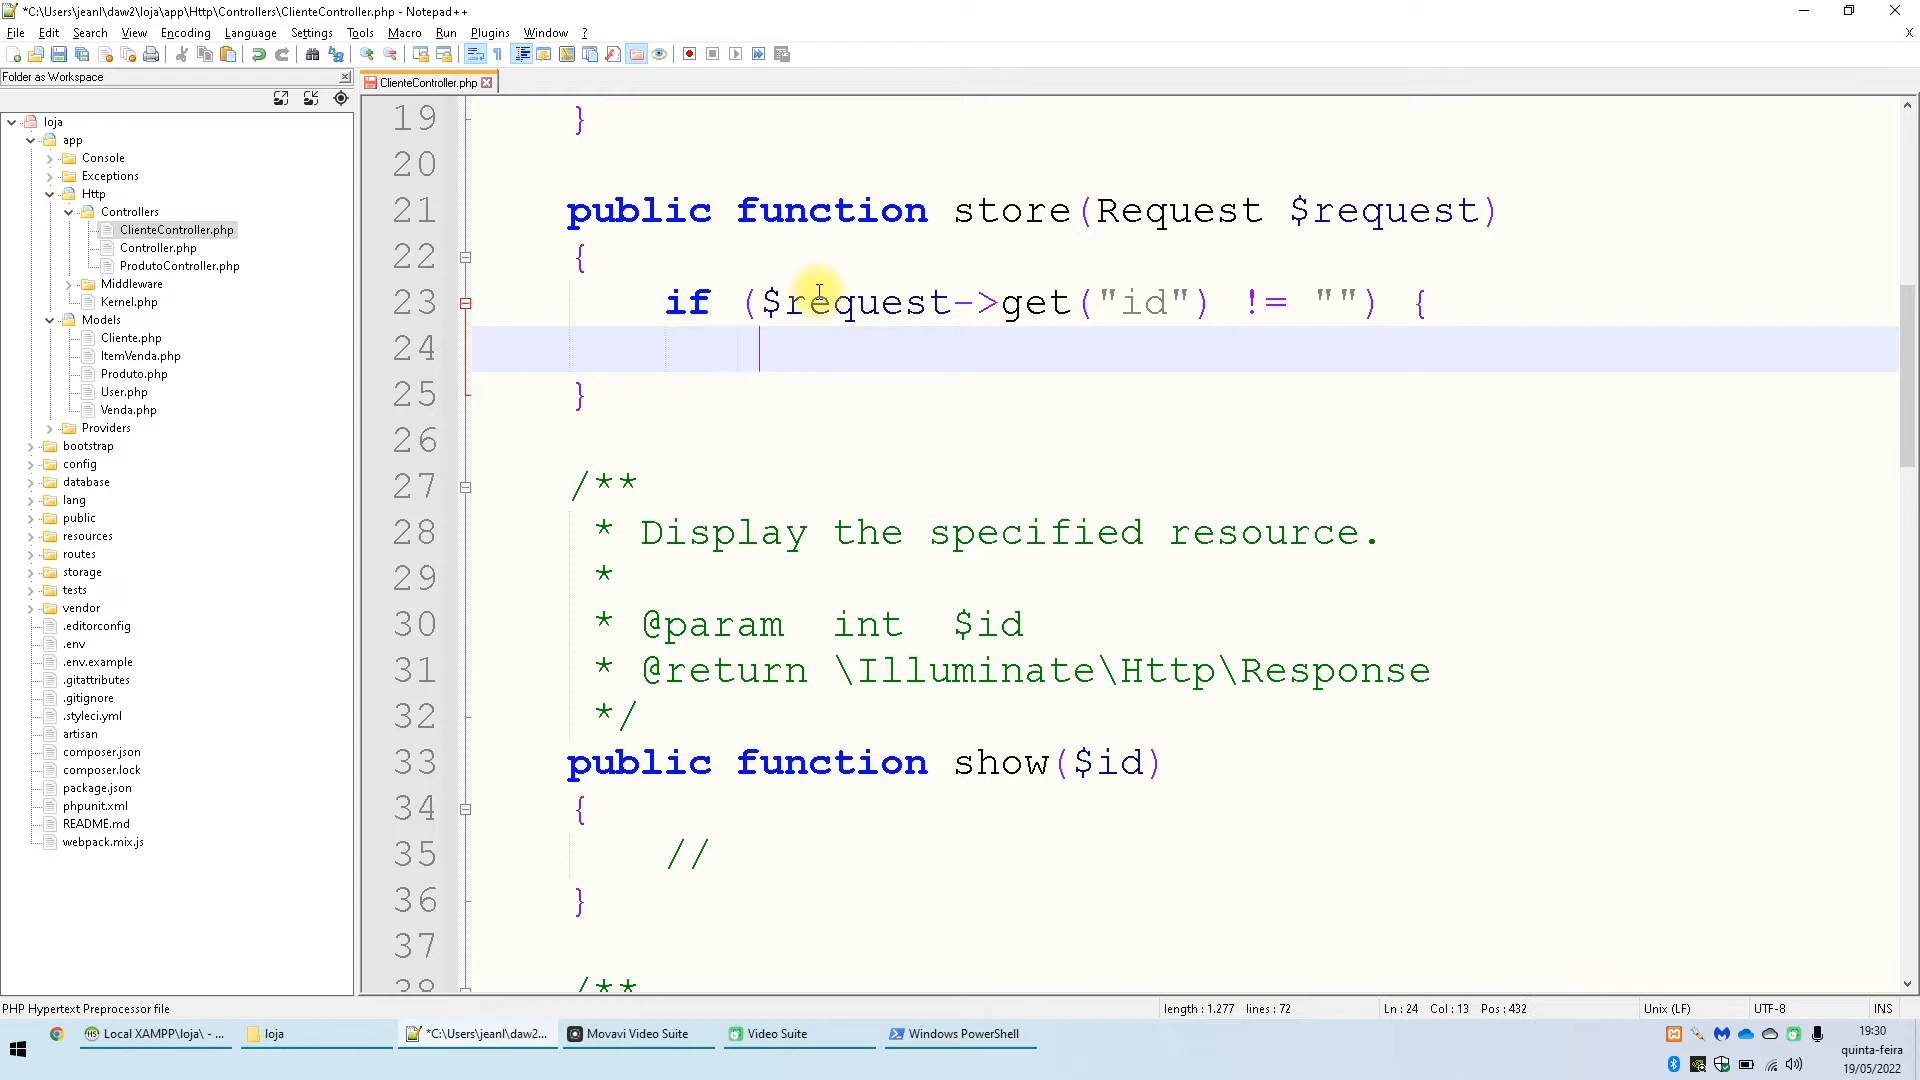 *C:\Users\jeanl\daw2\loja\app\Http\Controllers\ClienteController.php - Notepad++
File Edit Search View Encoding Language Settings Tools Macro Run Plugins Window ? X
Folder as Workspace
ClienteController.php
loja
app
Console
Exceptions
Http
Controllers
ClienteController.php
Controller.php
ProdutoController.php
Middleware
Kernel.php
Models
Cliente.php
ItemVenda.php
Produto.php
User.php
Venda.php
Providers
bootstrap
config
database
lang
public
resources
routes
storage
tests
vendor
.editorconfig
.env
.env.example
.gitattributes
.gitignore
.styleci.yml
artisan
composer.json
composer.lock
package.json
phpunit.xml
README.md
webpack.mix.js
19 }
20
21 public function store(Request $request)
22 {
23 if ($request->get("id") != "") {
24
25 }
26
27 /**
28 * Display the specified resource.
29 *
30 * @param  int  $id
31 * @return \Illuminate\Http\Response
32 */
33 public function show($id)
34 {
35 //
36 }
37
38 /**
PHP Hypertext Preprocessor file length : 1.277 lines : 72 Ln : 24 Col : 13 Pos : 432 Unix (LF) UTF-8 INS
Local XAMPP\loja\ - ... loja *C:\Users\jeanl\daw2... Movavi Video Suite Video Suite Windows PowerShell
19:30
quinta-feira
19/05/2022